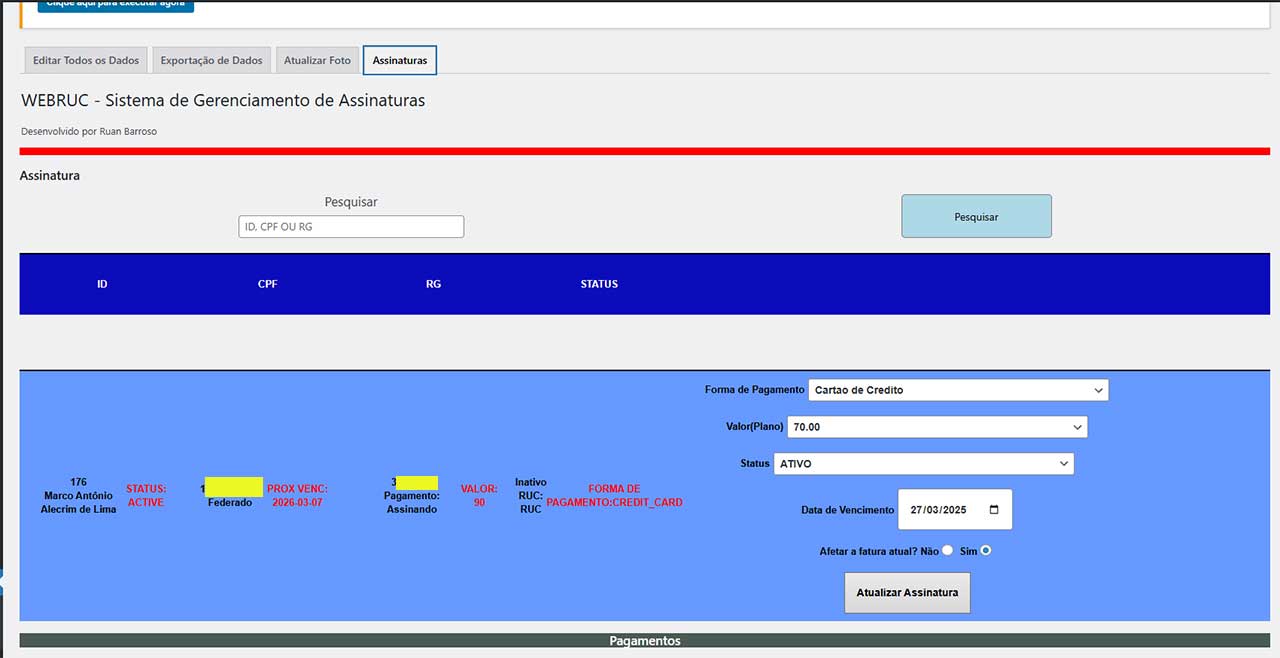 Clique aqui para executar agora
Editar Todos os Dados
Exportação de Dados
Atualizar Foto
Assinaturas
WEBRUC - Sistema de Gerenciamento de Assinaturas
Desenvolvido por Ruan Barroso
Assinatura
Pesquisar
ID, CPF OU RG
Pesquisar
ID CPF RG STATUS
176
Marco António
Alecrim de Lima
STATUS:
ACTIVE
1
Federado
PROX VENC:
2026-03-07
3
Pagamento:
Assinando
VALOR:
90
Inativo
RUC:
RUC
FORMA DE
PAGAMENTO:CREDIT_CARD
Forma de Pagamento Cartao de Credito
Valor(Plano) 70.00
Status ATIVO
Data de Vencimento 27/03/2025
Afetar a fatura atual? Não Sim
Atualizar Assinatura
Pagamentos